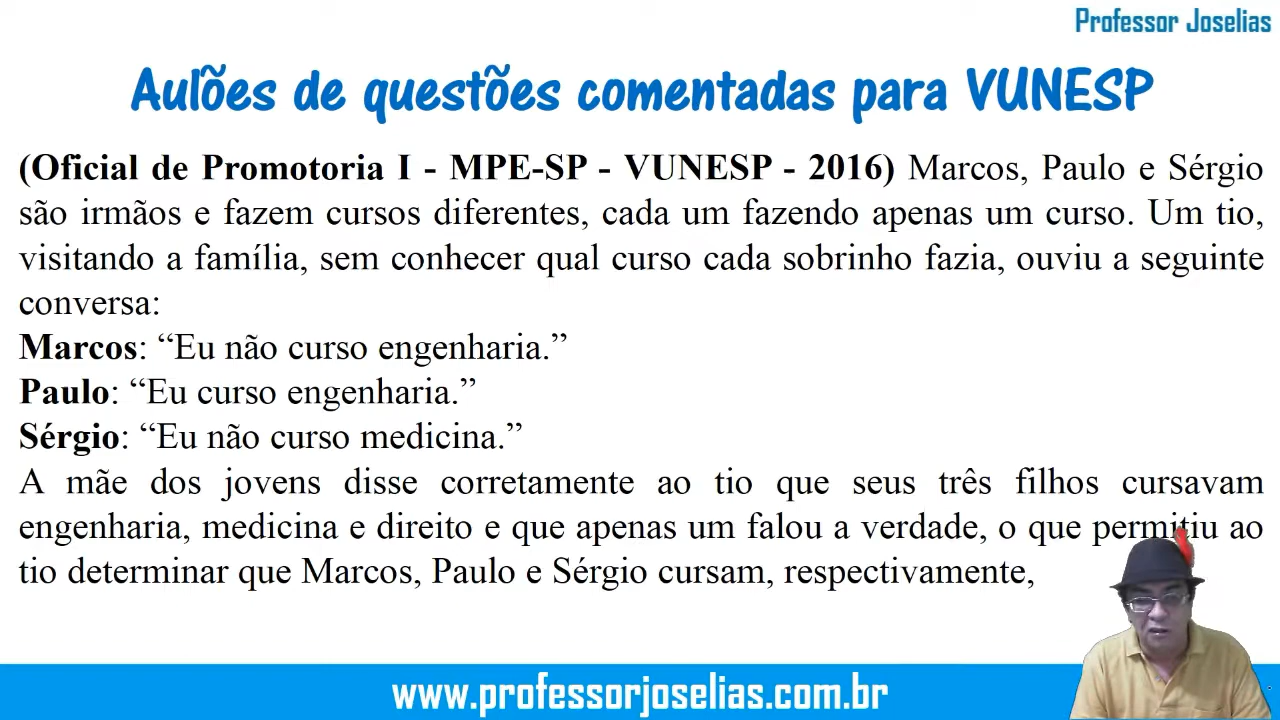 Professor Joselias
Aulões de questões comentadas para VUNESP
(Oficial de Promotoria I - MPE-SP - VUNESP - 2016) Marcos, Paulo e Sérgio
são irmãos e fazem cursos diferentes, cada um fazendo apenas um curso. Um tio,
visitando a família, sem conhecer qual curso cada sobrinho fazia, ouviu a seguinte
conversa:
Marcos: “Eu não curso engenharia.”
Paulo: “Eu curso engenharia.”
Sérgio: “Eu não curso medicina.”
A mãe dos jovens disse corretamente ao tio que seus três filhos cursavam
engenharia, medicina e direito e que apenas um falou a verdade, o que permitiu ao
tio determinar que Marcos, Paulo e Sérgio cursam, respectivamente,
www.professorjoselias.com.br